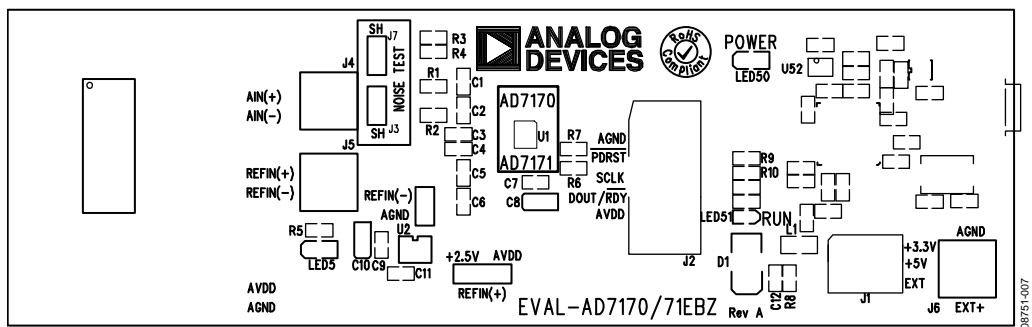 SH
J7
NOISE TEST
J3
SH
J4
AIN(+)
AIN(-)
J5
REFIN(+)
REFIN(-)
R3
R4
R1
R2
C1
C2
C3
C4
C5
C6
ANALOG
DEVICES
RoHS
Compliant
POWER
LED50
U52
AD7170
U1
AD7171
R7
R6
C7
C8
AGND
PDRST
SCLK
DOUT/RDY
AVDD
J2
R9
R10
LED51
RUN
L1
D1
C12
R8
REFIN(-)
AGND
U2
R5
LED5
C10
C9
C11
+2.5V AVDD
REFIN(+)
AVDD
AGND
EVAL-AD7170/71EBZ
Rev A
+3.3V
+5V
EXT
J1
AGND
J6
EXT+
08751-007